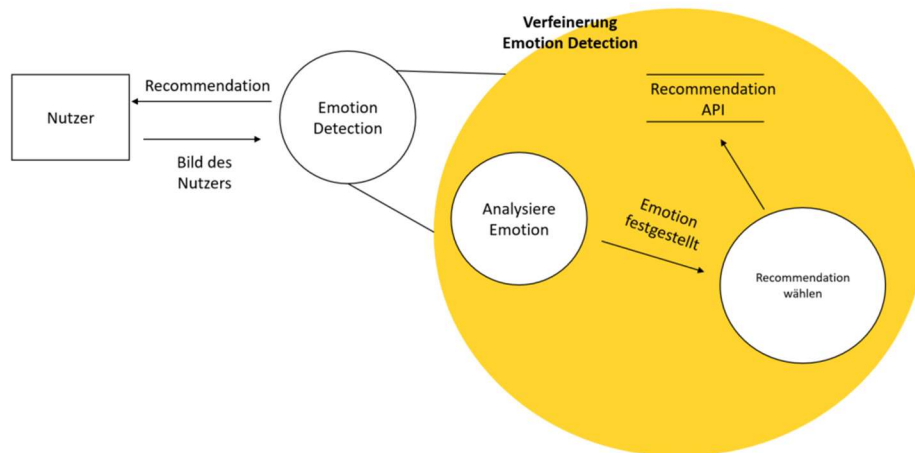 Verfeinerung
Emotion Detection
Recommendation
Nutzer
Emotion
Detection
Bild des
Nutzers
Recommendation
API
Analysiere
Emotion
Emotion
festgestellt
Recommendation
wählen